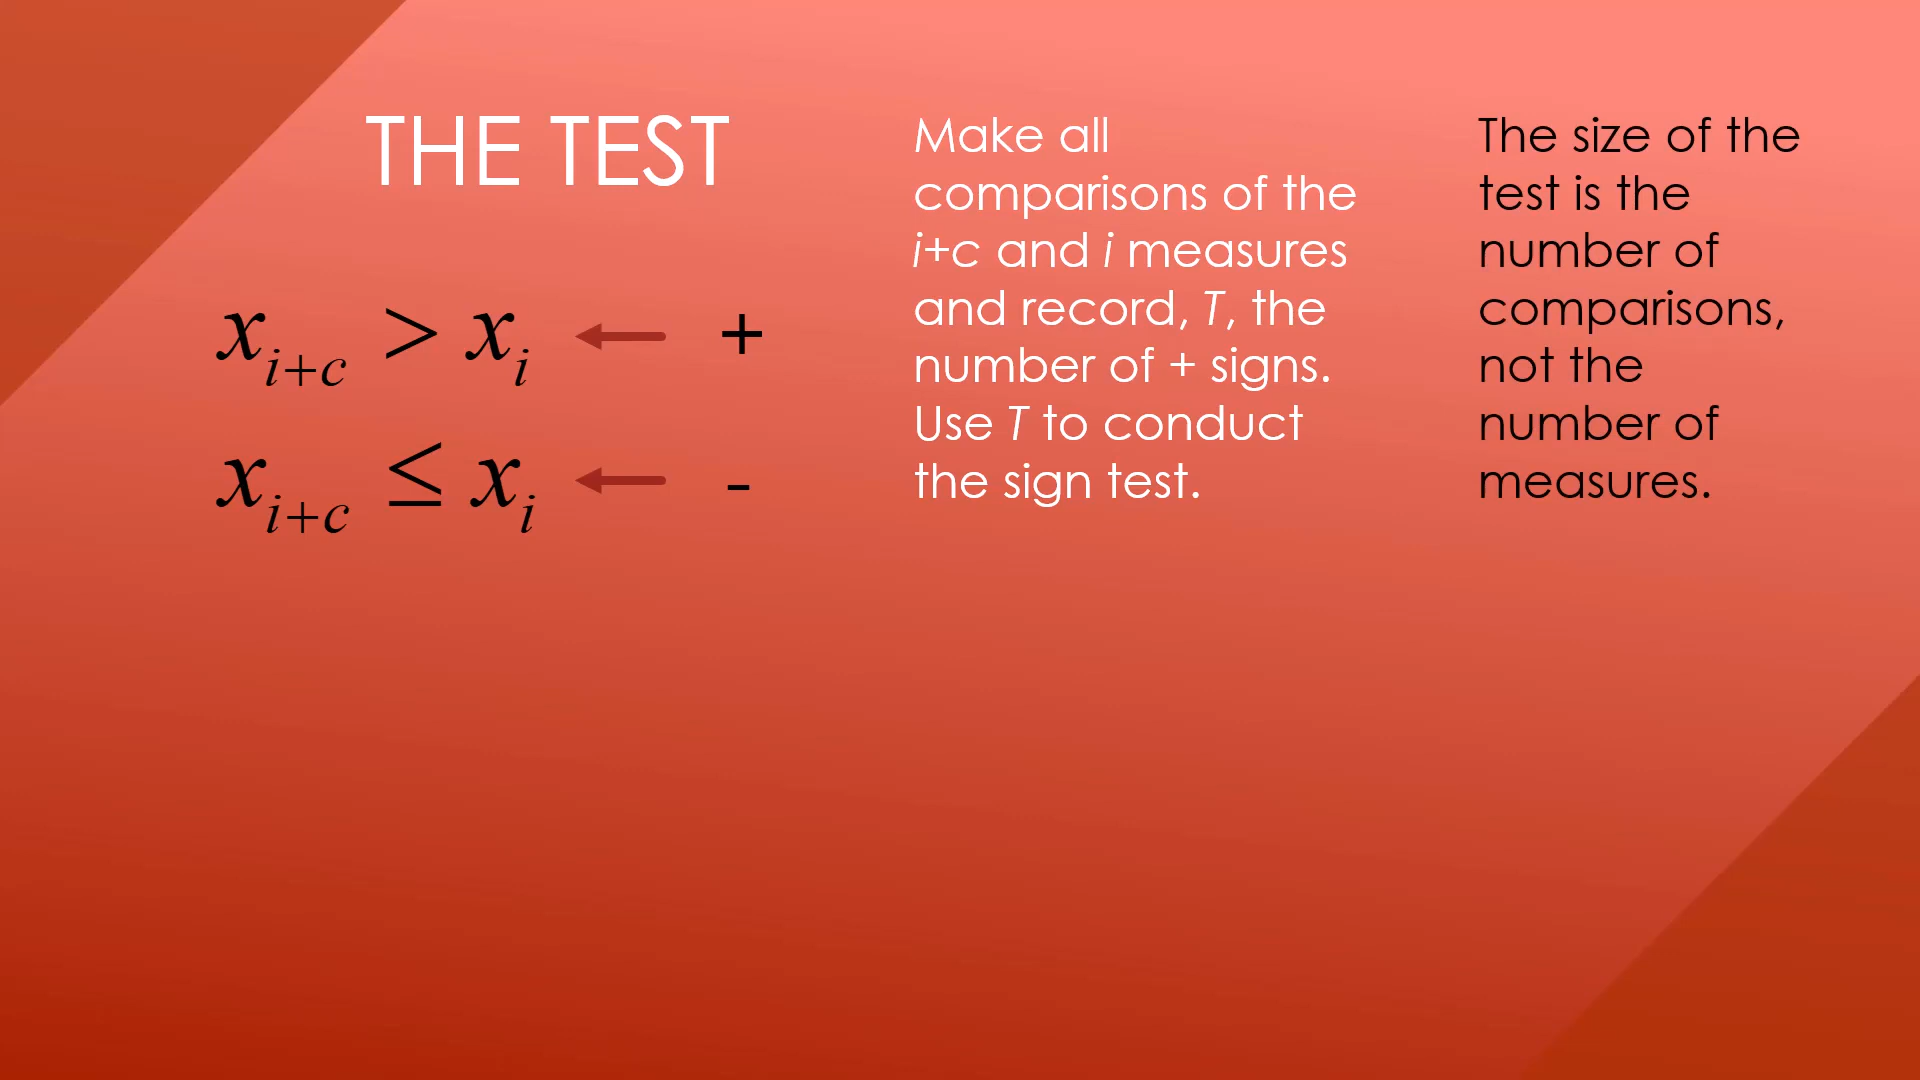 THE TEST
x_{i+c} > x_i ← +
x_{i+c} ≤ x_i ← -
Make all
comparisons of the
i+c and i measures
and record, T, the
number of + signs.
Use T to conduct
the sign test.
The size of the
test is the
number of
comparisons,
not the
number of
measures.